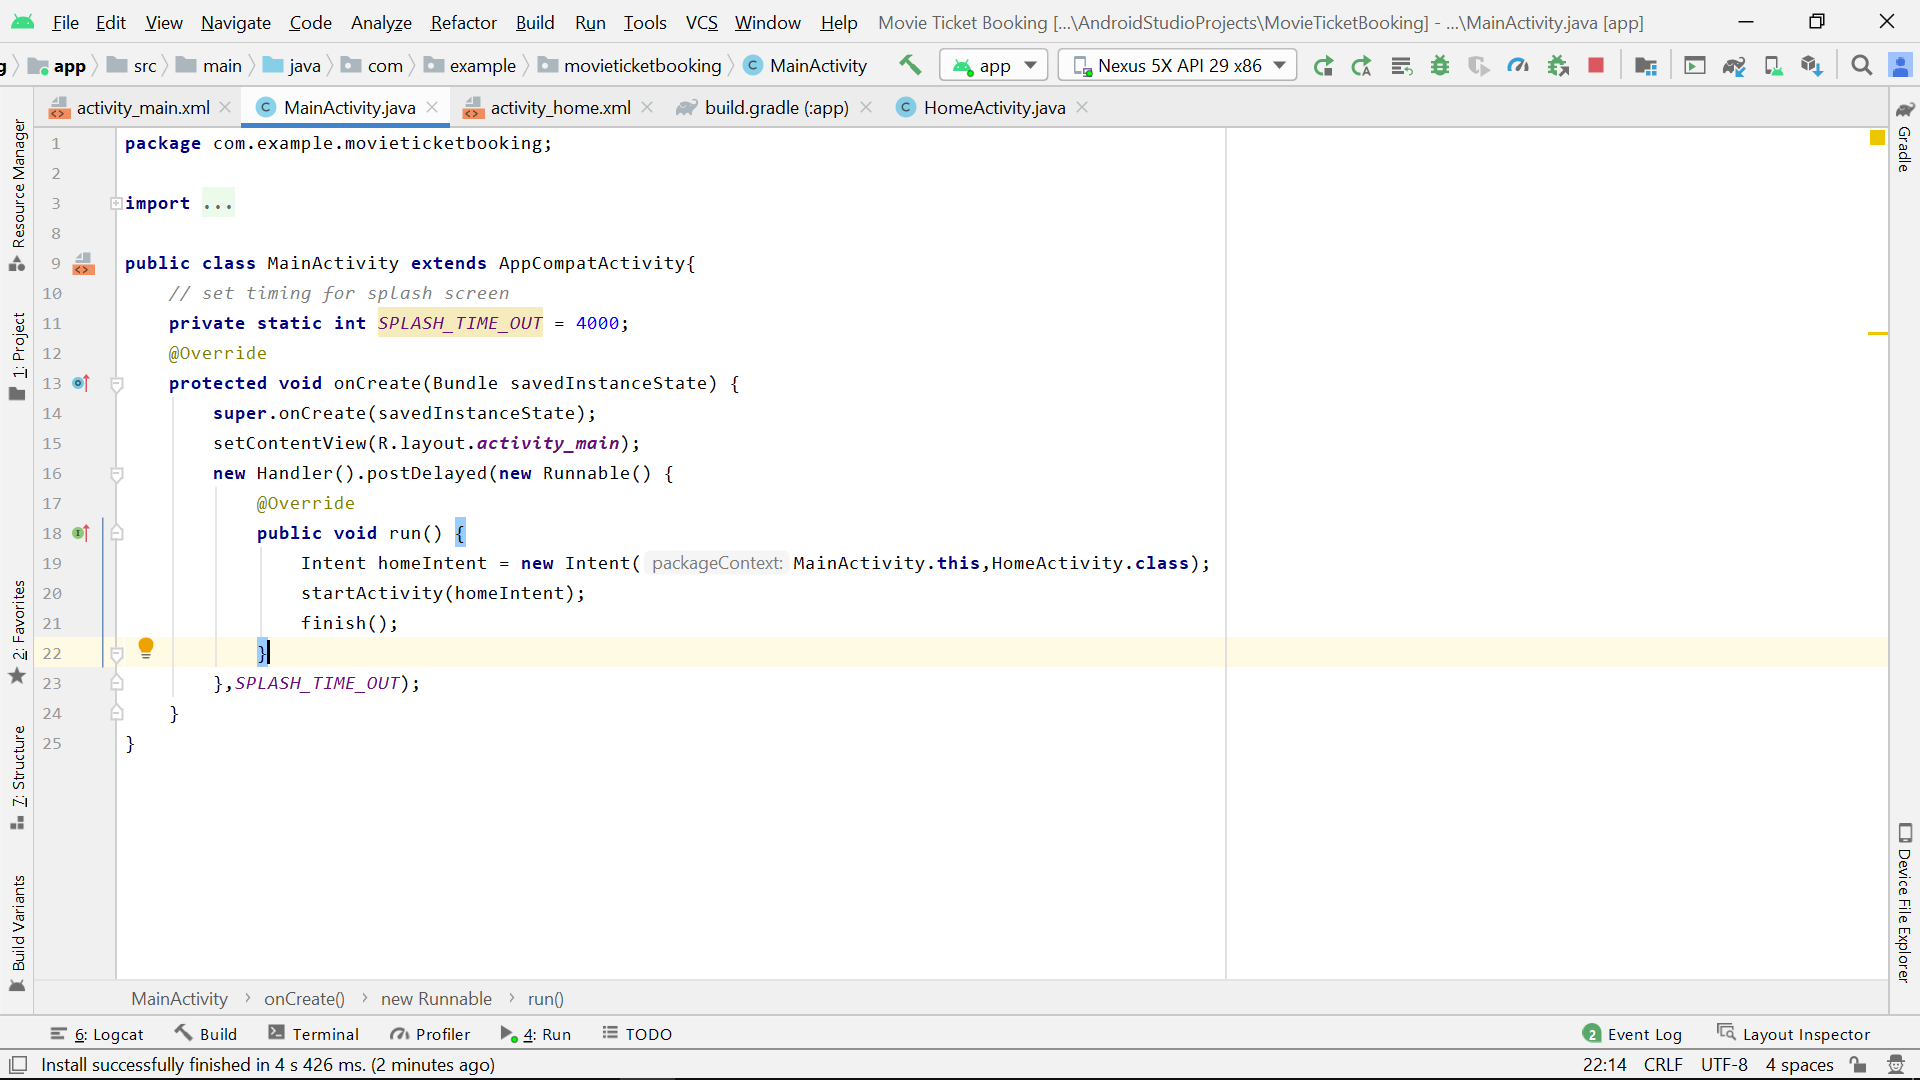 File Edit View Navigate Code Analyze Refactor Build Run Tools VCS Window Help Movie Ticket Booking [...\AndroidStudioProjects\MovieTicketBooking] - ...\MainActivity.java [app]
g app src main java com example movieticketbooking MainActivity app Nexus 5X API 29 x86
activity_main.xml MainActivity.java activity_home.xml build.gradle (:app) HomeActivity.java
Resource Manager
1: Project
2: Favorites
7: Structure
Build Variants
1 package com.example.movieticketbooking;
2
3 import ...
8
9 public class MainActivity extends AppCompatActivity{
10 // set timing for splash screen
11 private static int SPLASH_TIME_OUT = 4000;
12 @Override
13 protected void onCreate(Bundle savedInstanceState) {
14 super.onCreate(savedInstanceState);
15 setContentView(R.layout.activity_main);
16 new Handler().postDelayed(new Runnable() {
17 @Override
18 public void run() {
19 Intent homeIntent = new Intent( packageContext: MainActivity.this,HomeActivity.class);
20 startActivity(homeIntent);
21 finish();
22 }
23 },SPLASH_TIME_OUT);
24 }
25 }
Gradle
Device File Explorer
MainActivity › onCreate() › new Runnable › run()
6: Logcat Build Terminal Profiler 4: Run TODO 2 Event Log Layout Inspector
Install successfully finished in 4 s 426 ms. (2 minutes ago) 22:14 CRLF UTF-8 4 spaces